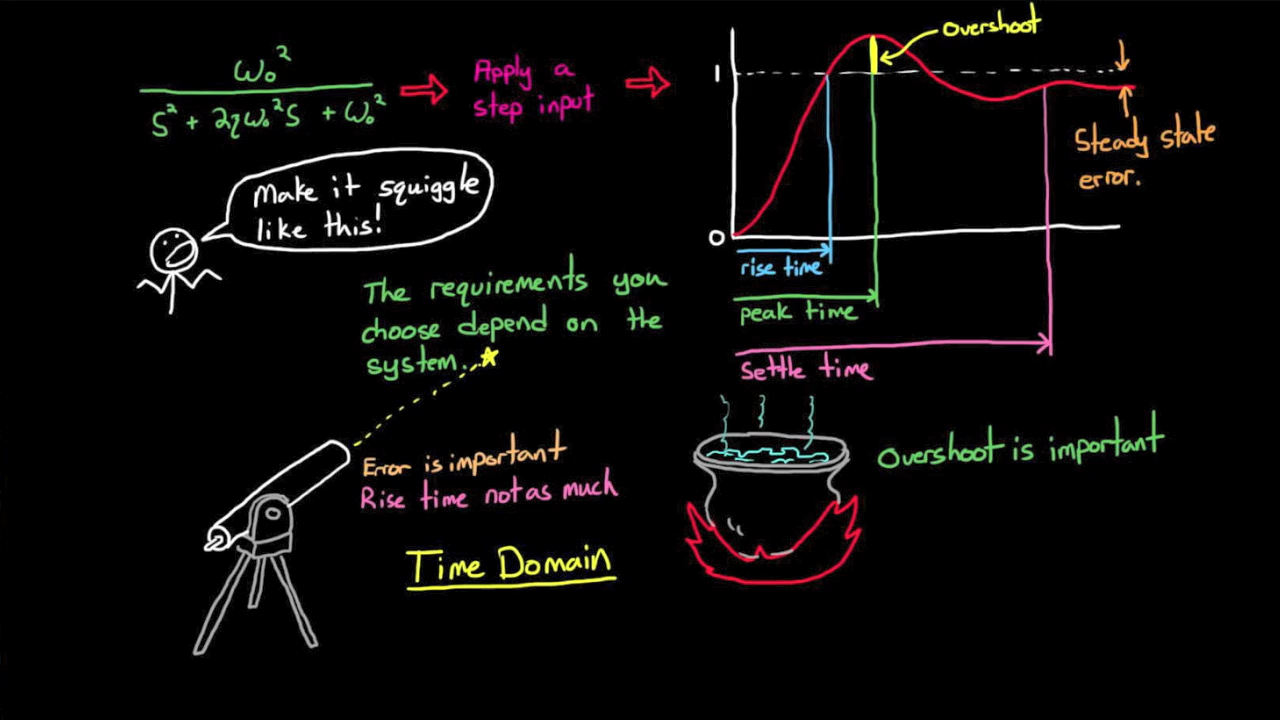 ω₀²
S² + 2ζω₀²S + ω₀²
Apply a
step input
Overshoot
1
0
Steady state
error.
rise time
peak time
Settle time
Make it squiggle
like this!
The requirements you
choose depend on the
system.
Error is important
Rise time not as much
Overshoot is important
Time Domain